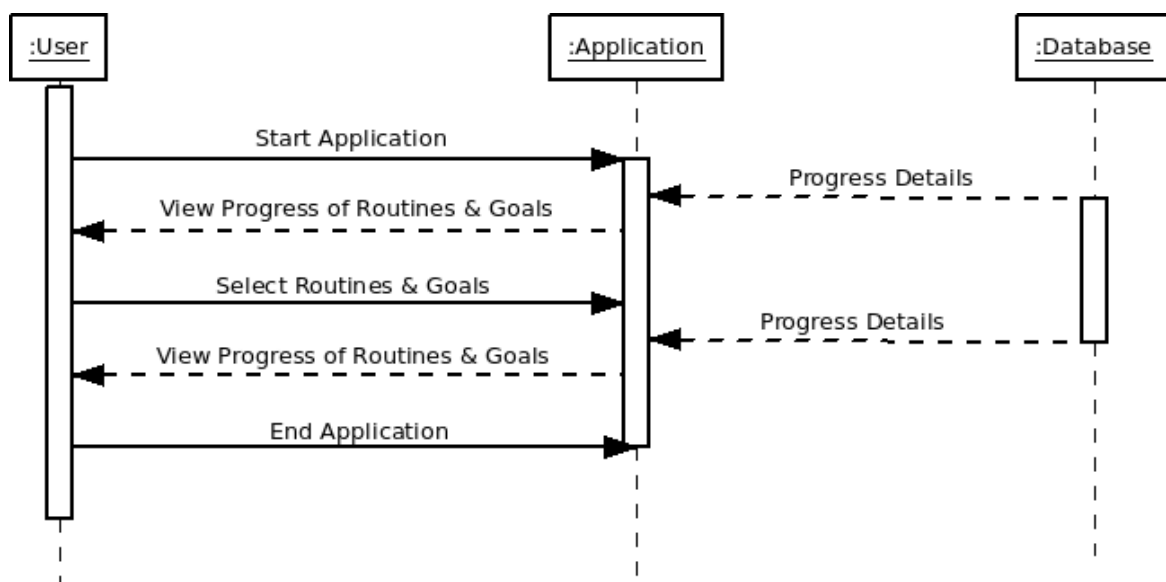 :User
:Application
:Database
Start Application
Progress Details
View Progress of Routines & Goals
Select Routines & Goals
Progress Details
View Progress of Routines & Goals
End Application